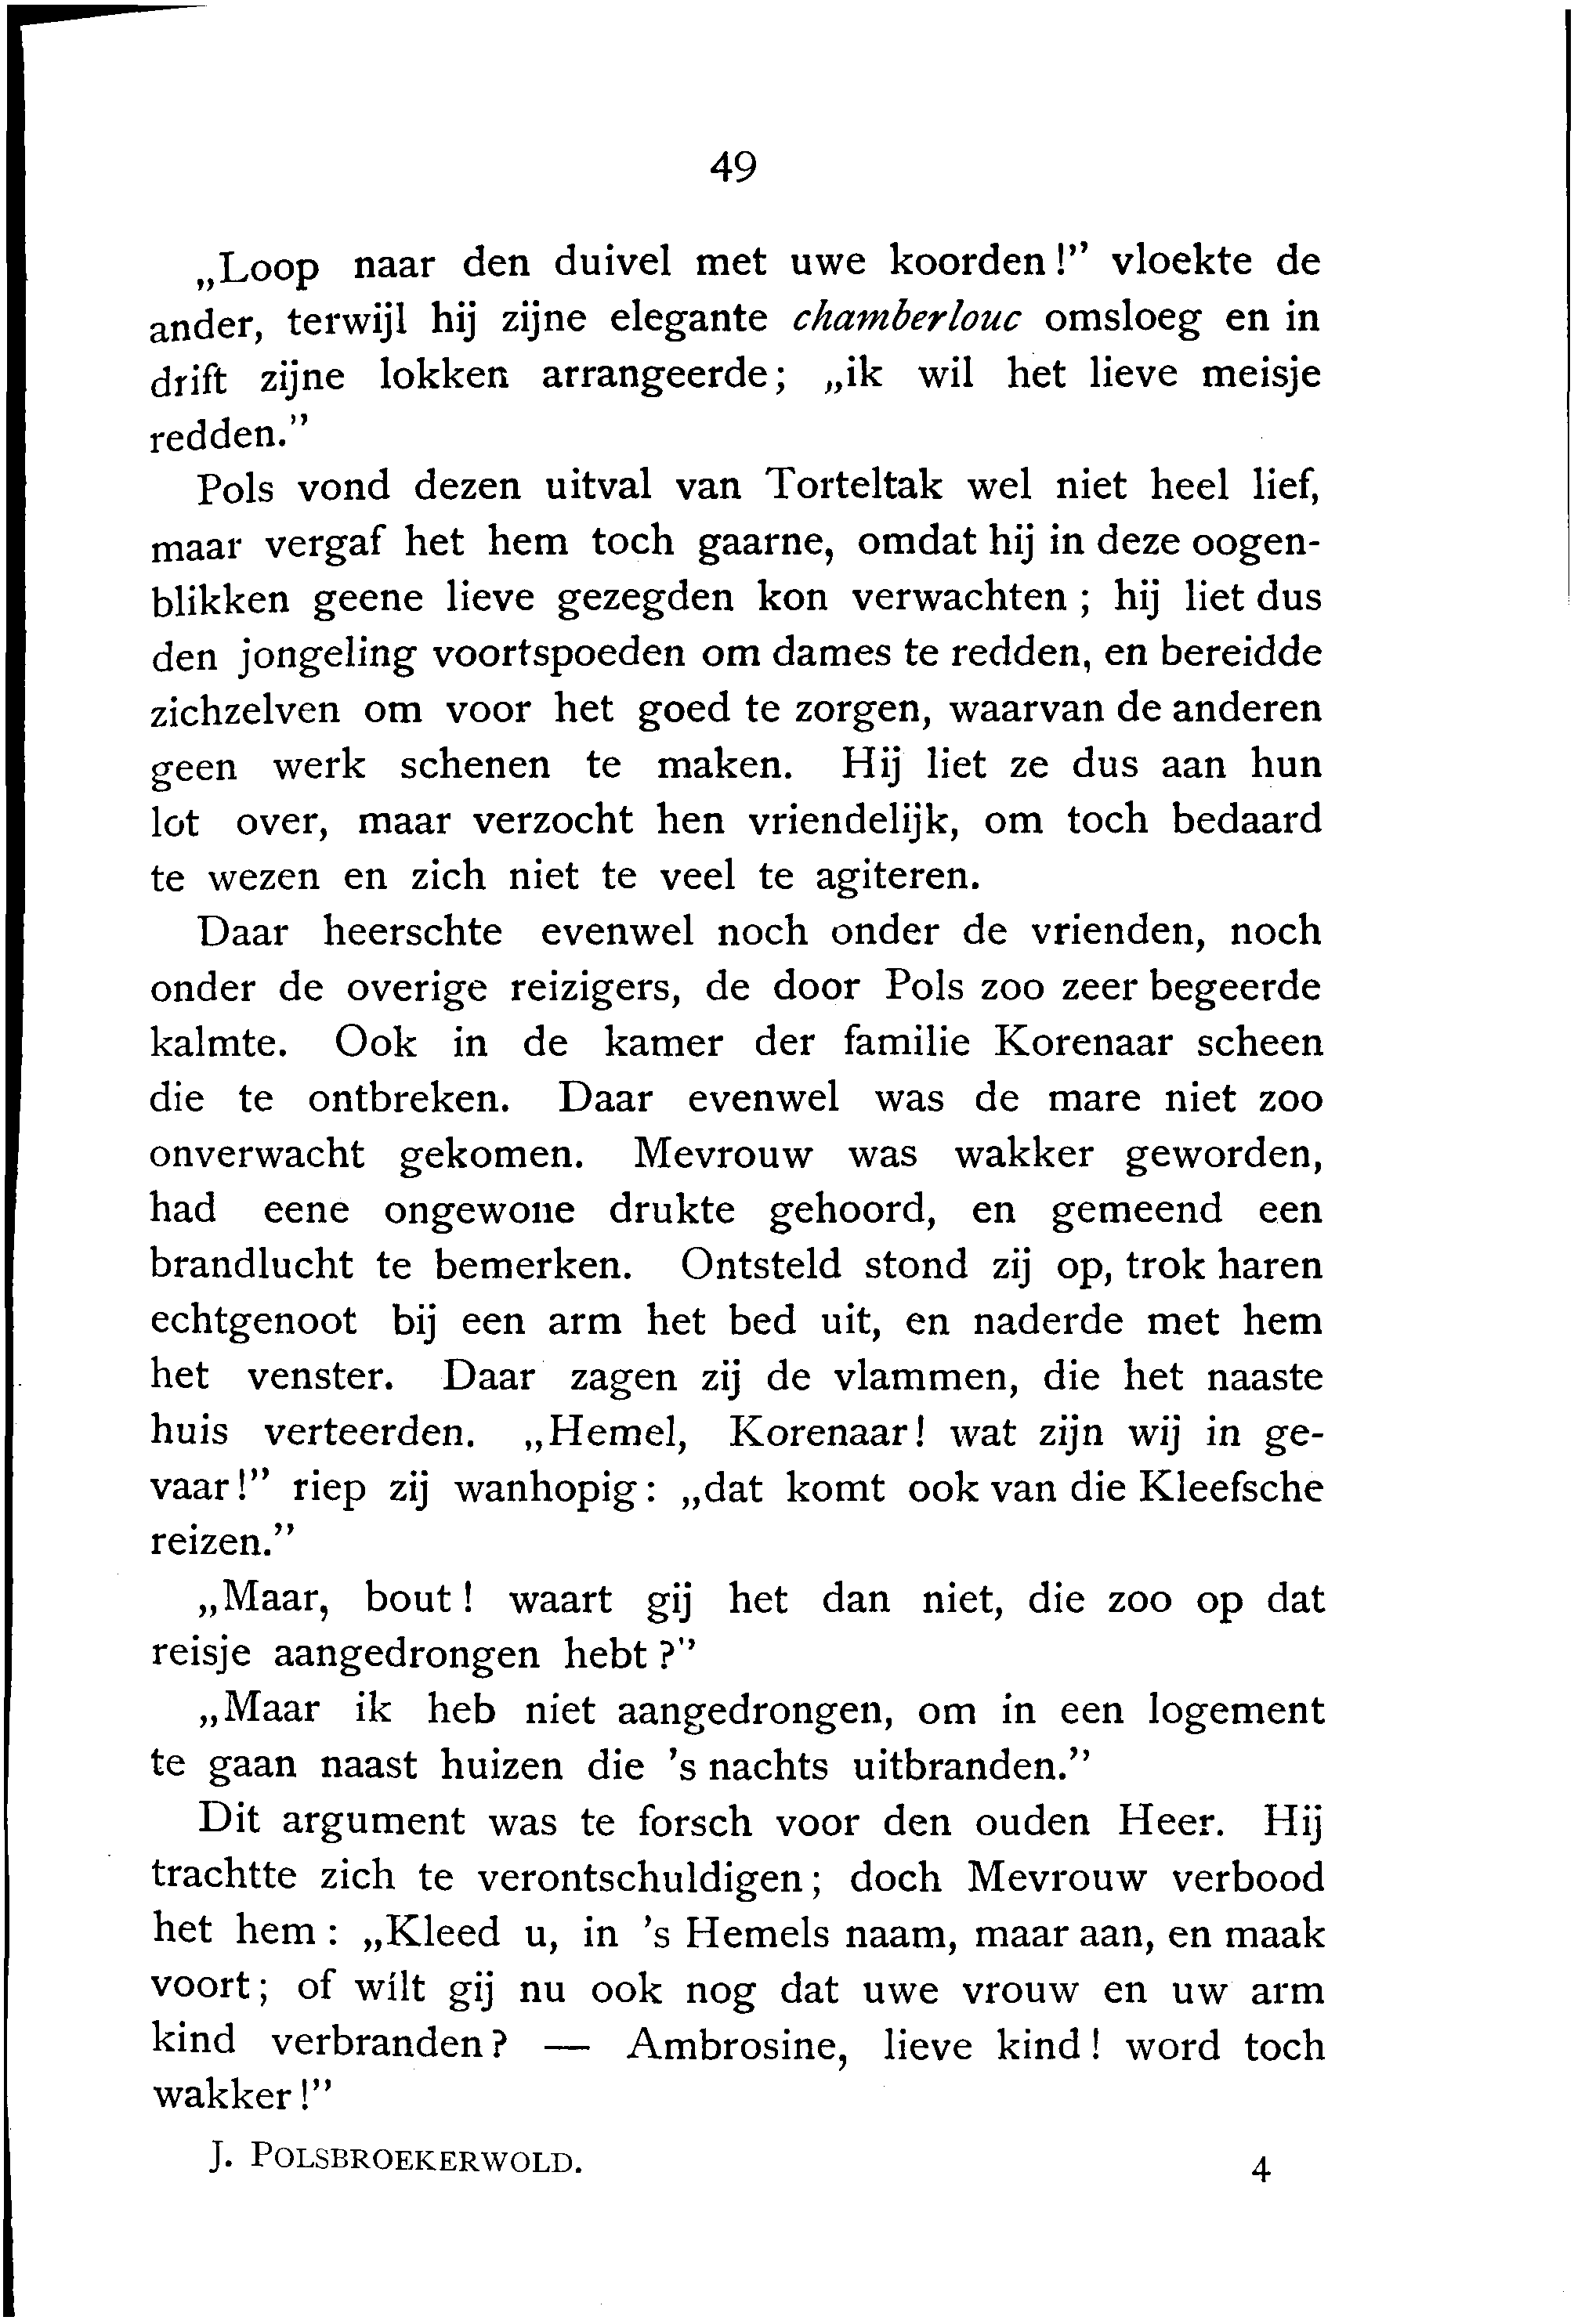 49
„Loop naar den duivel met uwe koorden!” vloekte de
ander, terwijl hij zijne elegante chamberlouc omsloeg en in
drift zijne lokken arrangeerde; „ik wil het lieve meisje
redden.”
Pols vond dezen uitval van Torteltak wel niet heel lief,
maar vergaf het hem toch gaarne, omdat hij in deze oogen-
blikken geene lieve gezegden kon verwachten; hij liet dus
den jongeling voortspoeden om dames te redden, en bereidde
zichzelven om voor het goed te zorgen, waarvan de anderen
geen werk schenen te maken. Hij liet ze dus aan hun
lot over, maar verzocht hen vriendelijk, om toch bedaard
te wezen en zich niet te veel te agiteren.
Daar heerschte evenwel noch onder de vrienden, noch
onder de overige reizigers, de door Pols zoo zeer begeerde
kalmte. Ook in de kamer der familie Korenaar scheen
die te ontbreken. Daar evenwel was de mare niet zoo
onverwacht gekomen. Mevrouw was wakker geworden,
had eene ongewone drukte gehoord, en gemeend een
brandlucht te bemerken. Ontsteld stond zij op, trok haren
echtgenoot bij een arm het bed uit, en naderde met hem
het venster. Daar zagen zij de vlammen, die het naaste
huis verteerden. „Hemel, Korenaar! wat zijn wij in ge-
vaar!” riep zij wanhopig: „dat komt ook van die Kleefsche
reizen.”
„Maar, bout! waart gij het dan niet, die zoo op dat
reisje aangedrongen hebt?”
„Maar ik heb niet aangedrongen, om in een logement
te gaan naast huizen die 's nachts uitbranden.”
Dit argument was te forsch voor den ouden Heer. Hij
trachtte zich te verontschuldigen; doch Mevrouw verbood
het hem: „Kleed u, in 's Hemels naam, maar aan, en maak
voort; of wilt gij nu ook nog dat uwe vrouw en uw arm
kind verbranden? — Ambrosine, lieve kind! word toch
wakker!”
J. POLSBROEKERWOLD. 4